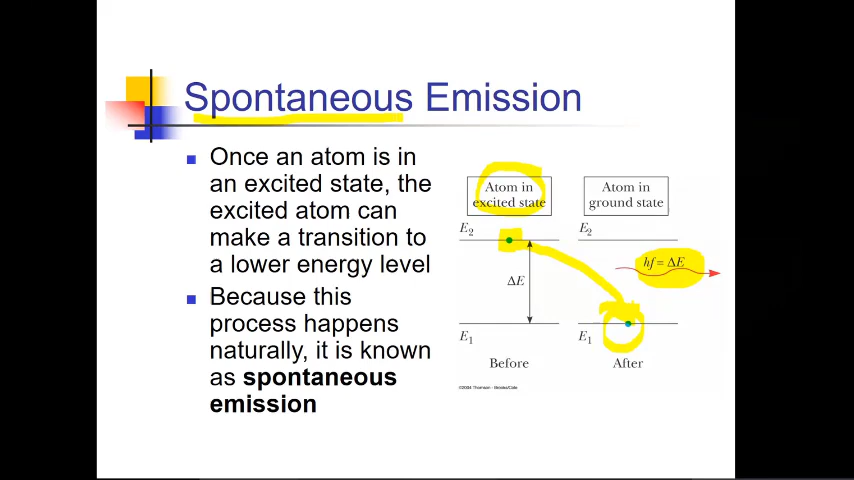 Spontaneous Emission
Once an atom is in
an excited state, the
excited atom can
make a transition to
a lower energy level
Because this
process happens
naturally, it is known
as spontaneous
emission
Atom in
excited state
Atom in
ground state
E2
E2
hf = ΔE
ΔE
E1
E1
Before
After
©2004 Thomson - Brooks/Cole